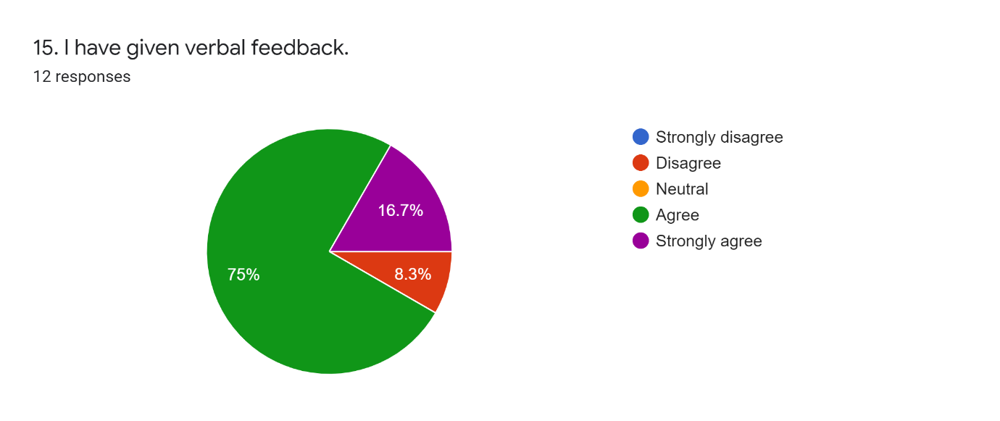 15. I have given verbal feedback.
12 responses
16.7%
75%
8.3%
Strongly disagree
Disagree
Neutral
Agree
Strongly agree